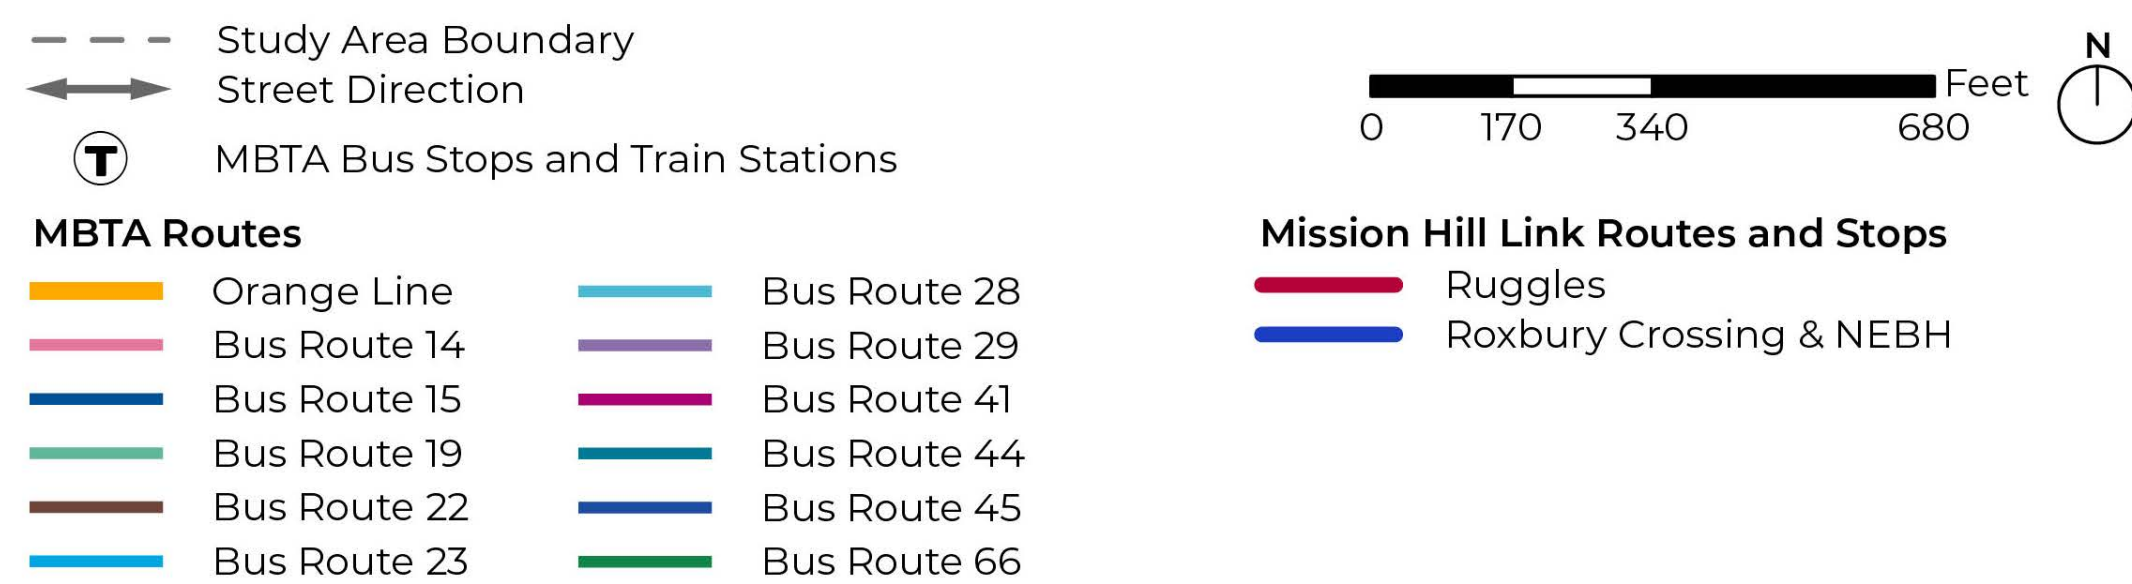 Study Area Boundary
Street Direction
T
MBTA Bus Stops and Train Stations
N
Feet
0 170 340 680
MBTA Routes
Orange Line
Bus Route 14
Bus Route 15
Bus Route 19
Bus Route 22
Bus Route 23
Bus Route 28
Bus Route 29
Bus Route 41
Bus Route 44
Bus Route 45
Bus Route 66
Mission Hill Link Routes and Stops
Ruggles
Roxbury Crossing & NEBH